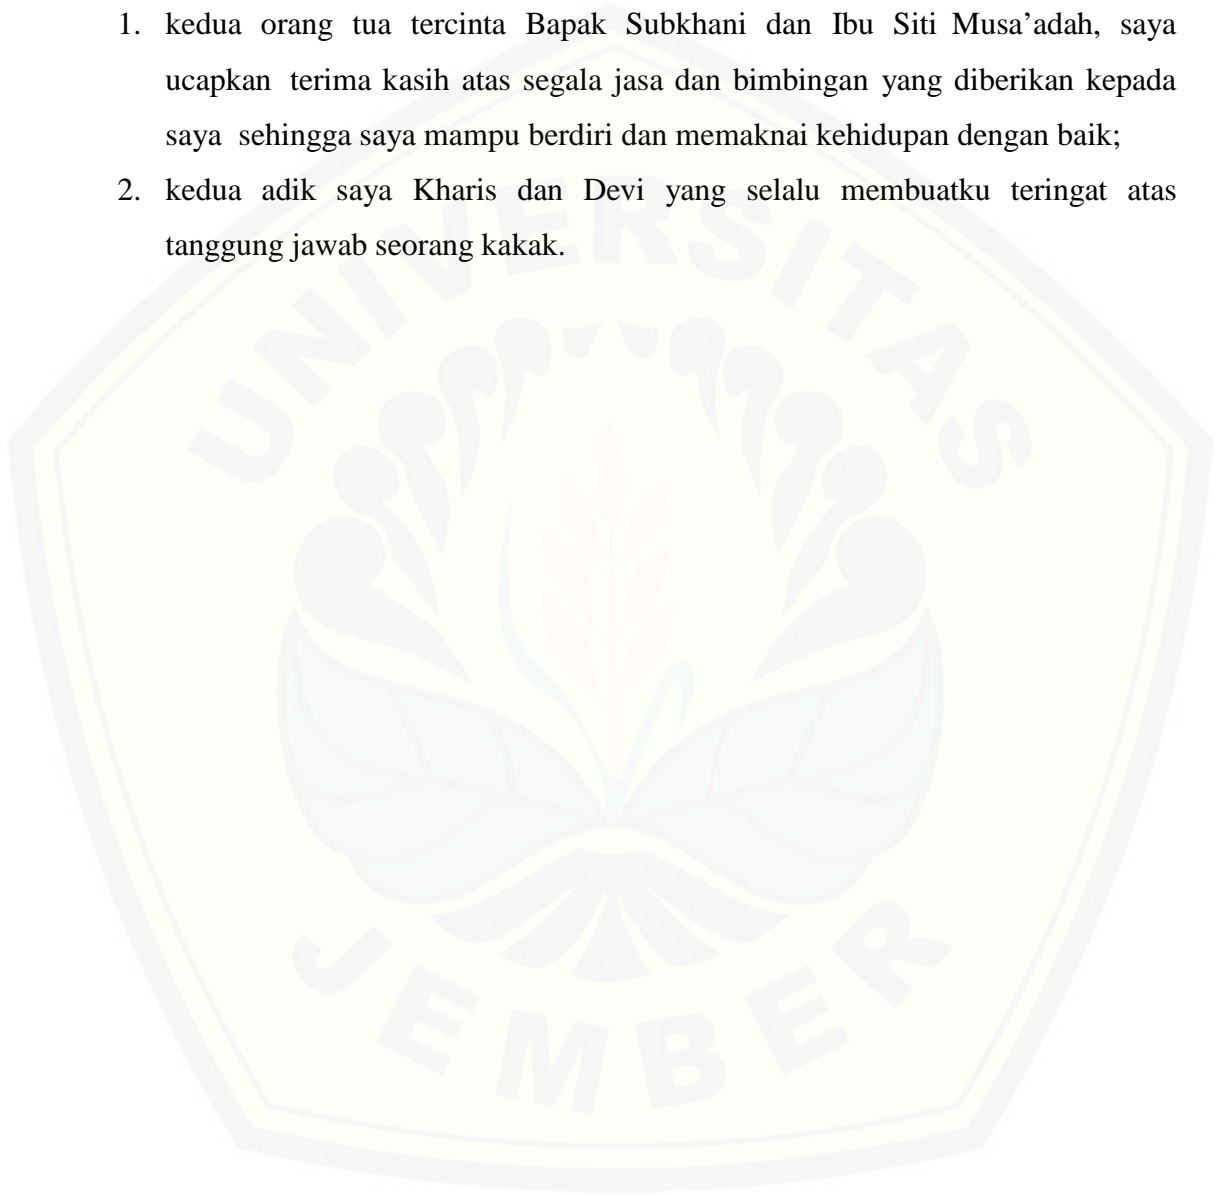 1. kedua orang tua tercinta Bapak Subkhani dan Ibu Siti Musa’adah, saya
ucapkan terima kasih atas segala jasa dan bimbingan yang diberikan kepada
saya sehingga saya mampu berdiri dan memaknai kehidupan dengan baik;
2. kedua adik saya Kharis dan Devi yang selalu membuatku teringat atas
tanggung jawab seorang kakak.
UNIVERSITAS
JEMBER